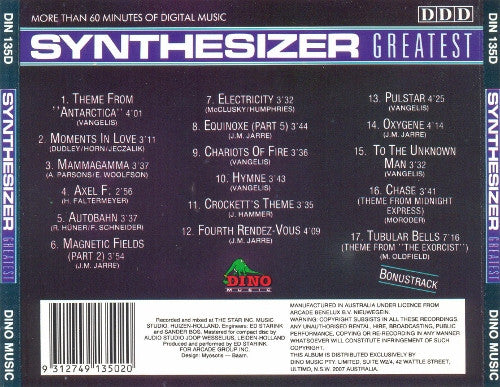 MORE THAN 60 MINUTES OF DIGITAL MUSIC
DDD
SYNTHESIZER GREATEST
DIN 135D
SYNTHESIZER GREATEST
DINO MUSIC
1. THEME FROM
"ANTARCTICA" 4'01
(VANGELIS)
2. MOMENTS IN LOVE 3'11
(DUDLEY/HORN/JECZALIK)
3. MAMMAGAMMA 3'37
A. PARSONS/E. WOOLFSON)
4. AXEL F. 2'56
(H. FALTERMEYER)
5. AUTOBAHN 3'37
(R. HÜNER/F. SCHNEIDER)
6. MAGNETIC FIELDS
(PART 2) 3'54
(J.M. JARRE)
7. ELECTRICITY 3'32
(McCLUSKY/HUMPHRIES)
8. EQUINOXE (PART 5) 3'44
(J.M. JARRE)
9. CHARIOTS OF FIRE 3'36
(VANGELIS)
10. HYMNE 2'43
(VANGELIS)
11. CROCKETT'S THEME 3'35
(J. HAMMER)
12. FOURTH RENDEZ-VOUS 4'09
(J.M. JARRE)
13. PULSTAR 4'25
(VANGELIS)
14. OXYGENE 4'14
(J.M. JARRE)
15. TO THE UNKNOWN
MAN 3'32
(VANGELIS)
16. CHASE 3'41
(THEME FROM MIDNIGHT
EXPRESS)
(MORODER)
17. TUBULAR BELLS 7'16
(THEME FROM "THE EXORCIST")
(M. OLDFIELD)
BONUSTRACK
DINO
MUSIC
9 312749 135020
Recorded and mixed at THE STAR INC. MUSIC
STUDIO, HUIZEN-HOLLAND. Engineers: ED STARINK
and SANDER BOS. Mastered for compact disc by
AUDIO STUDIO JOOP WESSELIUS, LEIDEN-HOLLAND
Produced and performed by ED STARINK
FOR ARCADE GROUP INC.
Design: Myosotis — Baarn.
MANUFACTURED IN AUSTRALIA UNDER LICENCE FROM
ARCADE BENELUX B.V. NIEUWEGEIN.
WARNING: COPYRIGHT SUBSISTS IN ALL THESE RECORDINGS.
ANY UNAUTHORISED RENTAL, HIRE, BROADCASTING, PUBLIC
PERFORMANCE, COPYING OR RE-RECORDING IN ANY MANNER
WHATSOEVER WILL CONSTITUTE INFRINGEMENT OF SUCH
COPYRIGHT.
THIS ALBUM IS DISTRIBUTED EXCLUSIVELY BY
DINO MUSIC PTY. LIMITED, SUITE W2/4, 42 WATTLE STREET,
ULTIMO, N.S.W. 2007 AUSTRALIA.
DIN 135D
SYNTHESIZER GREATEST
DINO MUSIC